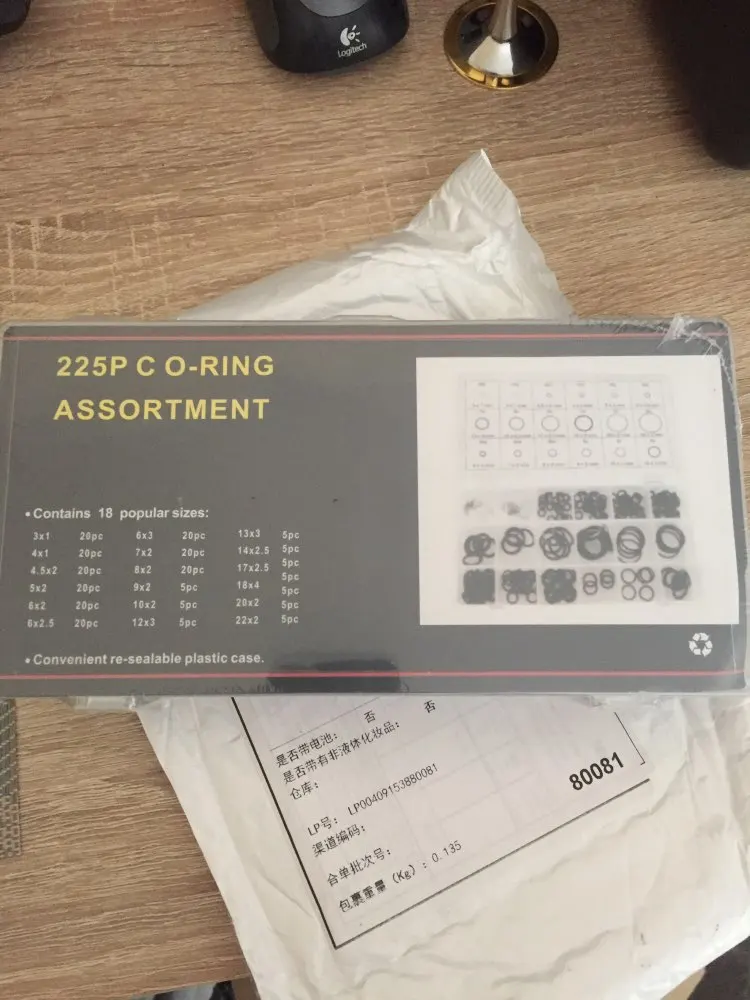 Logitech
225P C O-RING
ASSORTMENT
• Contains 18 popular sizes:
3x1 20pc 6x3 20pc 13x3 5pc
4x1 20pc 7x2 20pc 14x2.5 5pc
4.5x2 20pc 8x2 20pc 17x2.5 5pc
5x2 20pc 9x2 5pc 18x4 5pc
6x2 20pc 10x2 5pc 20x2 5pc
6x2.5 20pc 12x3 5pc 22x2 5pc
• Convenient re-sealable plastic case.
是否带电池: 否
是否带有非液体化妆品: 否
仓库:
80081
LP号: LP00409153880081
渠道编码:
合单批次号:
包裹重量 (Kg) : 0.135